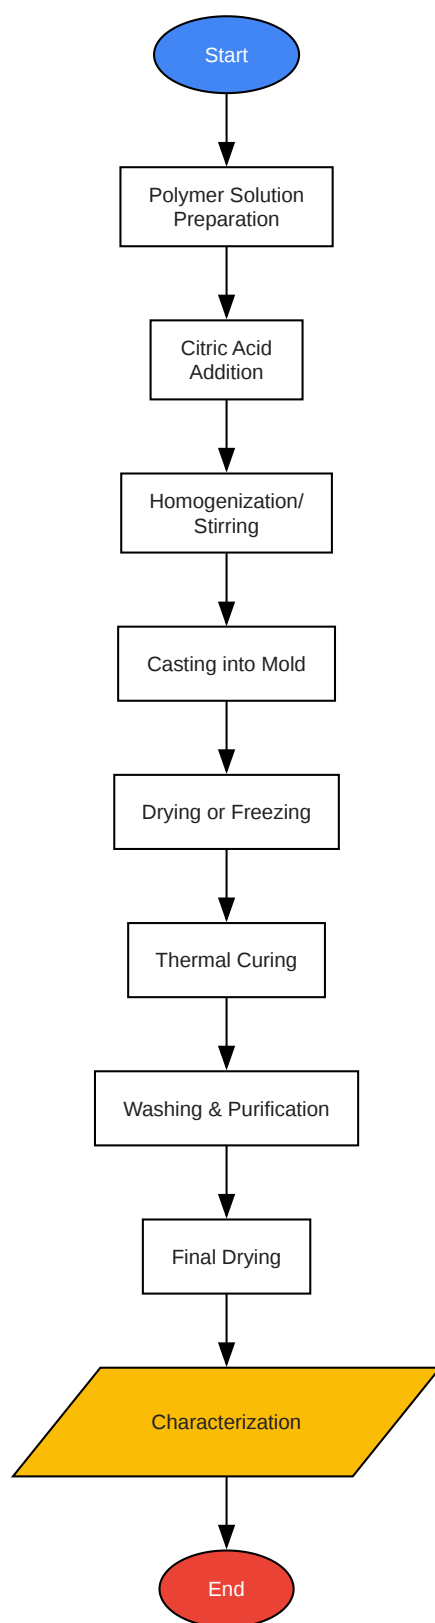 Start
Polymer Solution
Preparation
Citric Acid
Addition
Homogenization/
Stirring
Casting into Mold
Drying or Freezing
Thermal Curing
Washing & Purification
Final Drying
Characterization
End